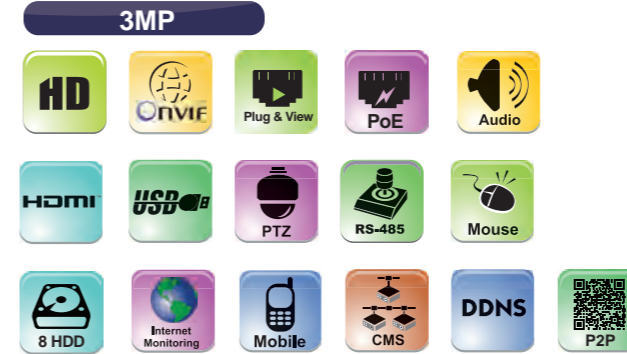 3MP
HD
ONVIF
Plug & View
PoE
Audio
HDMI
USB
PTZ
RS-485
Mouse
8 HDD
Internet
Monitoring
Mobile
CMS
DDNS
P2P